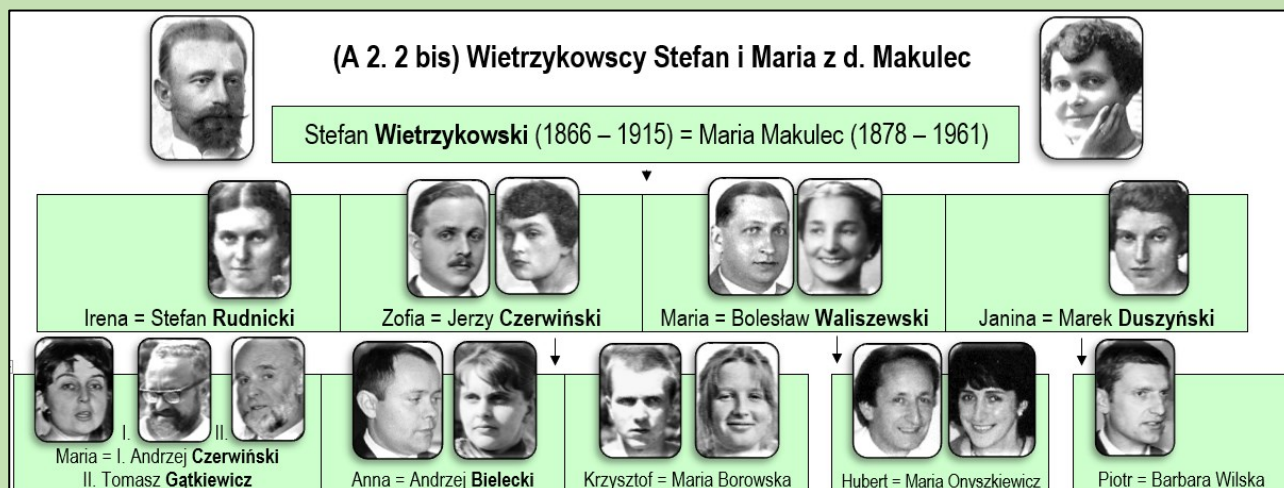 (A 2. 2 bis) Wietrzykowscy Stefan i Maria z d. Makulec
Stefan Wietrzykowski (1866 – 1915) = Maria Makulec (1878 – 1961)
Irena = Stefan Rudnicki
Zofia = Jerzy Czerwiński
Maria = Bolesław Waliszewski
Janina = Marek Duszyński
I. II.
Maria = I. Andrzej Czerwiński
II. Tomasz Gątkiewicz
Anna = Andrzej Bielecki
Krzysztof = Maria Borowska
Hubert = Maria Onyszkiewicz
Piotr = Barbara Wilska